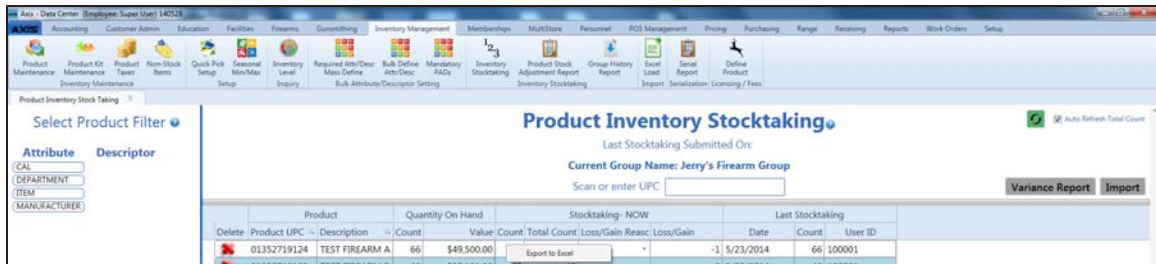 Axis - Data Center (Employee: Super User) 140528
AXIS Accounting Customer Admin Education Facilities Firearms Gunsmithing Inventory Management Memberships MultiStore Personnel POS Management Pricing Purchasing Range Receiving Reports Work Orders Setup
Product Maintenance Product Kit Maintenance Product Taxes Non-Stock Items Quick Pick Setup Seasonal Min/Max Inventory Level Required Attr/Desc Mass Define Bulk Define Attr/Desc Mandatory PADs Inventory Stocktaking Product Stock Adjustment Report Group History Report Excel Load Serial Report Define Product
Inventory Maintenance Setup Inquiry Bulk Attribute/Descriptor Setting Inventory Stocktaking Import Serialization Licensing / Fees
Product Inventory Stock Taking X
Select Product Filter
Product Inventory Stocktaking
Auto Refresh Total Count
Last Stocktaking Submitted On:
Attribute Descriptor
Current Group Name: Jerry's Firearm Group
CAL
DEPARTMENT
ITEM
MANUFACTURER
Scan or enter UPC
Variance Report Import
Product Quantity On Hand Stocktaking- NOW Last Stocktaking
Delete Product UPC Description Count Value Count Total Count Loss/Gain Reasc Loss/Gain Date Count User ID
01352719124 TEST FIREARM A 66 $49,500.00 -1 5/23/2014 66 100001
Export to Excel